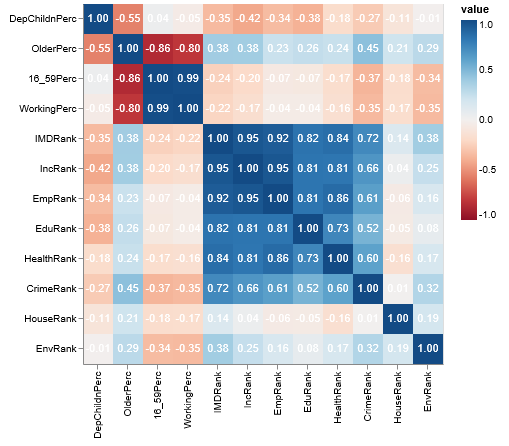 value
DepChildnPerc 1.00 -0.55 0.04 -0.05 -0.35 -0.42 -0.34 -0.38 -0.18 -0.27 -0.11 -0.01 1.0
OlderPerc -0.55 1.00 -0.86 -0.80 0.38 0.38 0.23 0.26 0.24 0.45 0.21 0.29
16_59Perc 0.04 -0.86 1.00 0.99 -0.24 -0.20 -0.07 -0.07 -0.17 -0.37 -0.18 -0.34 0.5
WorkingPerc -0.05 -0.80 0.99 1.00 -0.22 -0.17 -0.04 -0.04 -0.16 -0.35 -0.17 -0.35 0.0
IMDRank -0.35 0.38 -0.24 -0.22 1.00 0.95 0.92 0.82 0.84 0.72 0.14 0.38
IncRank -0.42 0.38 -0.20 -0.17 0.95 1.00 0.95 0.81 0.81 0.66 0.04 0.25 -0.5
EmpRank -0.34 0.23 -0.07 -0.04 0.92 0.95 1.00 0.81 0.86 0.61 -0.06 0.16 -1.0
EduRank -0.38 0.26 -0.07 -0.04 0.82 0.81 0.81 1.00 0.73 0.52 -0.05 0.08
HealthRank -0.18 0.24 -0.17 -0.16 0.84 0.81 0.86 0.73 1.00 0.60 -0.16 0.17
CrimeRank -0.27 0.45 -0.37 -0.35 0.72 0.66 0.61 0.52 0.60 1.00 0.01 0.32
HouseRank -0.11 0.21 -0.18 -0.17 0.14 0.04 -0.06 -0.05 -0.16 0.01 1.00 0.19
EnvRank -0.01 0.29 -0.34 -0.35 0.38 0.25 0.16 0.08 0.17 0.32 0.19 1.00
DepChildnPerc
OlderPerc
16_59Perc
WorkingPerc
IMDRank
IncRank
EmpRank
EduRank
HealthRank
CrimeRank
HouseRank
EnvRank